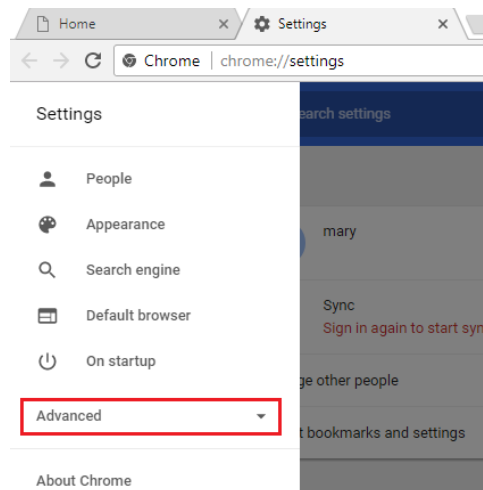 Home
Settings
Chrome | chrome://settings
Settings
earch settings
People
Appearance
mary
Search engine
Default browser
Sync
Sign in again to start syn
On startup
ge other people
Advanced
t bookmarks and settings
About Chrome